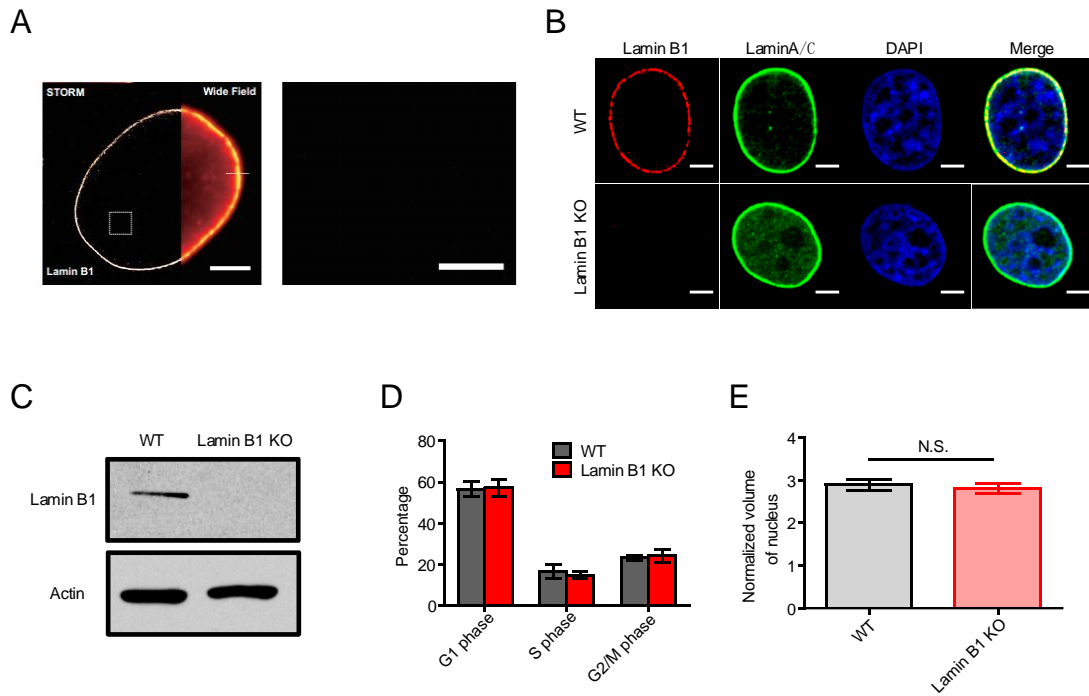 A
STORM
Wide Field
Lamin B1
B
Lamin B1
LaminA/C
DAPI
Merge
WT
Lamin B1 KO
C
WT
Lamin B1 KO
Lamin B1
Actin
D
Percentage
80
60
40
20
0
WT
Lamin B1 KO
G1 phase
S phase
G2/M phase
E
Normalized volume
of nucleus
4
3
2
1
0
N.S.
WT
Lamin B1 KO